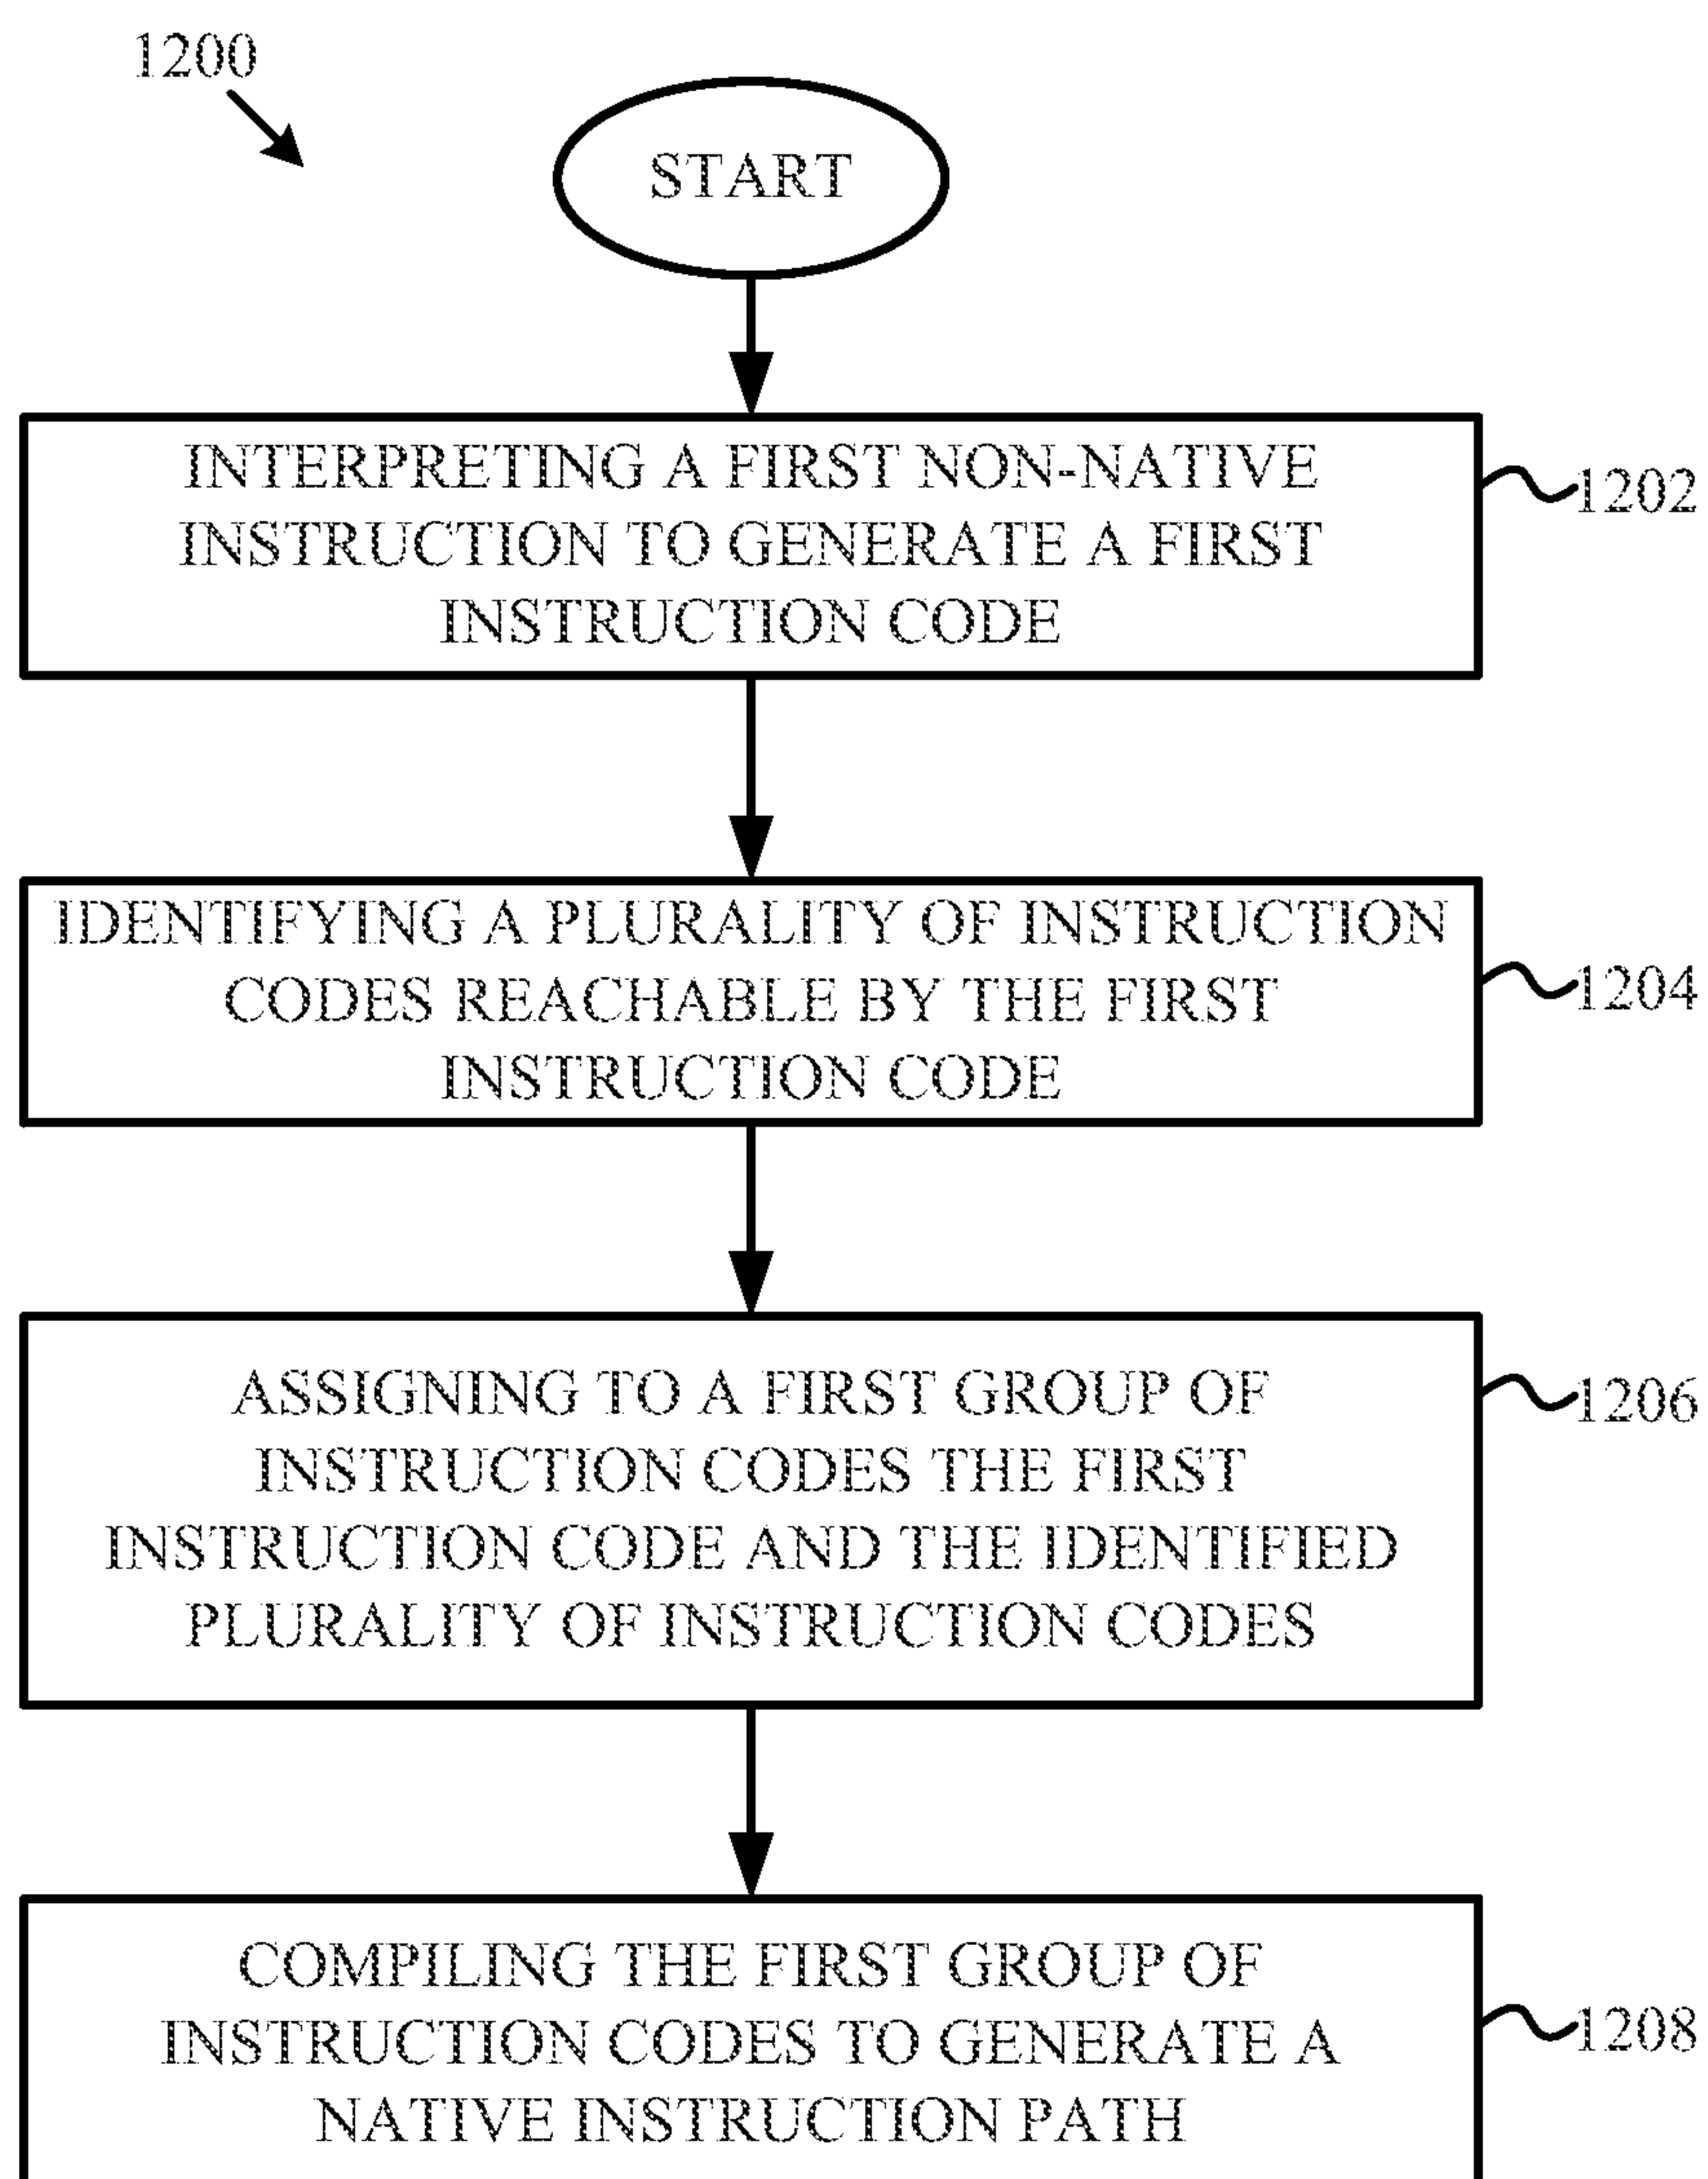 1200
START
INTERPRETING A FIRST NON-NATIVE
INSTRUCTION TO GENERATE A FIRST
INSTRUCTION CODE
1202
IDENTIFYING A PLURALITY OF INSTRUCTION
CODES REACHABLE BY THE FIRST
INSTRUCTION CODE
1204
ASSIGNING TO A FIRST GROUP OF
INSTRUCTION CODES THE FIRST
INSTRUCTION CODE AND THE IDENTIFIED
PLURALITY OF INSTRUCTION CODES
1206
COMPILING THE FIRST GROUP OF
INSTRUCTION CODES TO GENERATE A
NATIVE INSTRUCTION PATH
1208